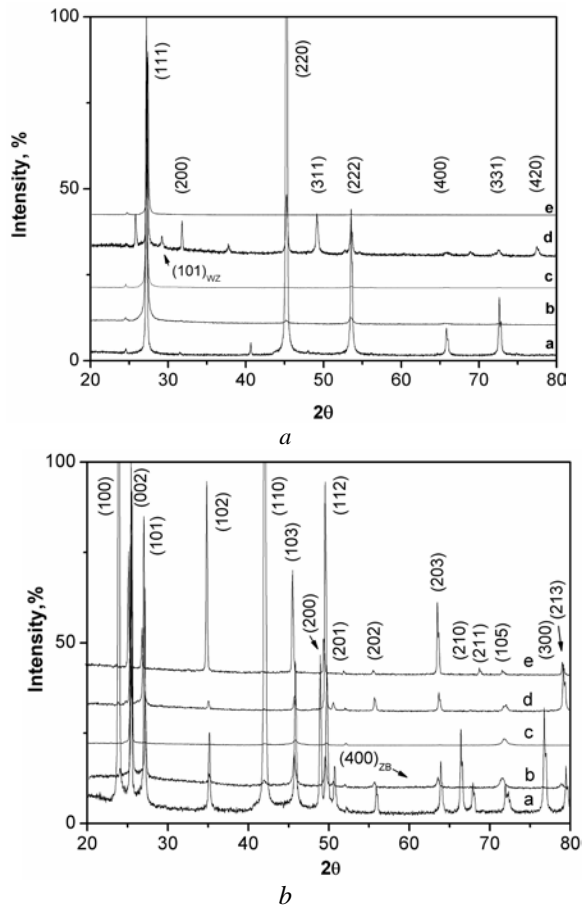 100
(111)
(220)
(200)
(311)
(222)
(400)
(331)
(420)
Intensity, %
50
e
d
(101)WZ
c
b
a
0
20 30 40 50 60 70 80
2θ
a
100
(100)
(002)
(101)
(102)
(110)
(103)
(200)
(112)
(201)
(202)
(203)
(210)
(211)
(105)
(300)
(213)
Intensity,%
50
e
d
c
(400)ZB
b
a
0
20 30 40 50 60 70 80
2θ
b